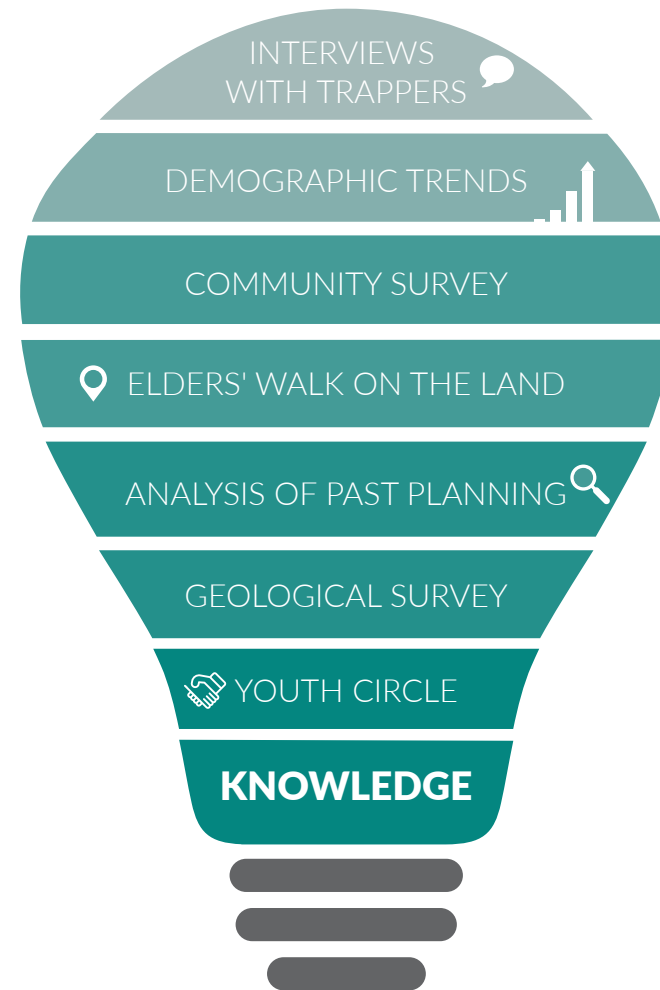 INTERVIEWS
WITH TRAPPERS
DEMOGRAPHIC TRENDS
COMMUNITY SURVEY
ELDERS' WALK ON THE LAND
ANALYSIS OF PAST PLANNING
GEOLOGICAL SURVEY
YOUTH CIRCLE
KNOWLEDGE